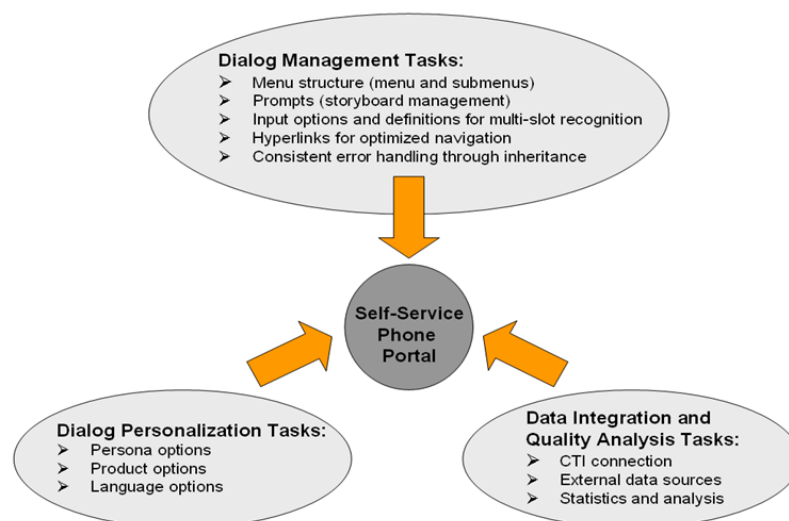 Dialog Management Tasks:
➢ Menu structure (menu and submenus)
➢ Prompts (storyboard management)
➢ Input options and definitions for multi-slot recognition
➢ Hyperlinks for optimized navigation
➢ Consistent error handling through inheritance
Self-Service
Phone
Portal
Dialog Personalization Tasks:
➢ Persona options
➢ Product options
➢ Language options
Data Integration and
Quality Analysis Tasks:
➢ CTI connection
➢ External data sources
➢ Statistics and analysis